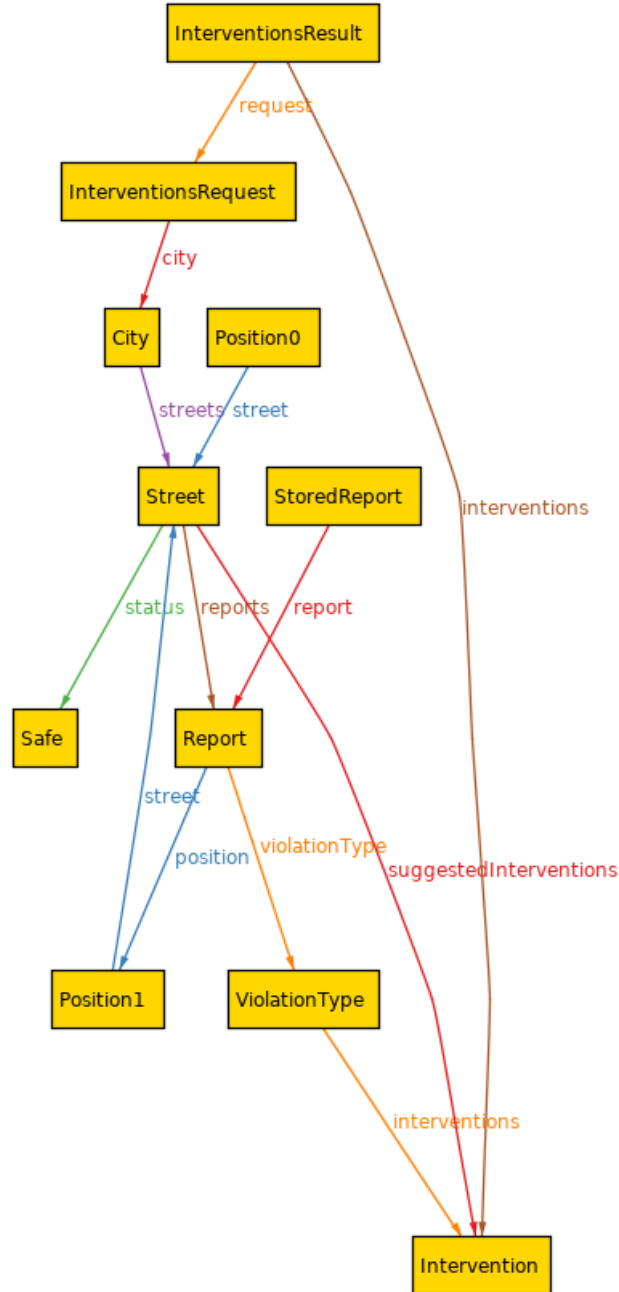 InterventionsResult
request
InterventionsRequest
city
City
Position0
streets
street
Street
StoredReport
interventions
status
reports
report
Safe
Report
street
position
violationType
suggestedInterventions
Position1
ViolationType
interventions
Intervention